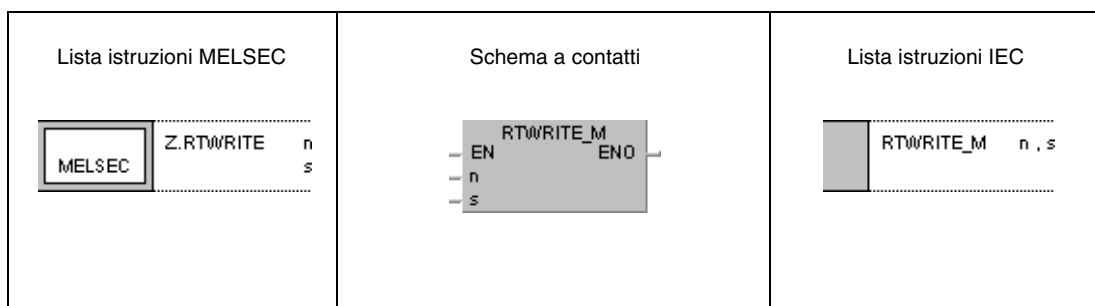 Lista istruzioni MELSEC
MELSEC
Z.RTWRITE n
s
Schema a contatti
RTWRITE_M
EN ENO
n
s
Lista istruzioni IEC
RTWRITE_M n , s